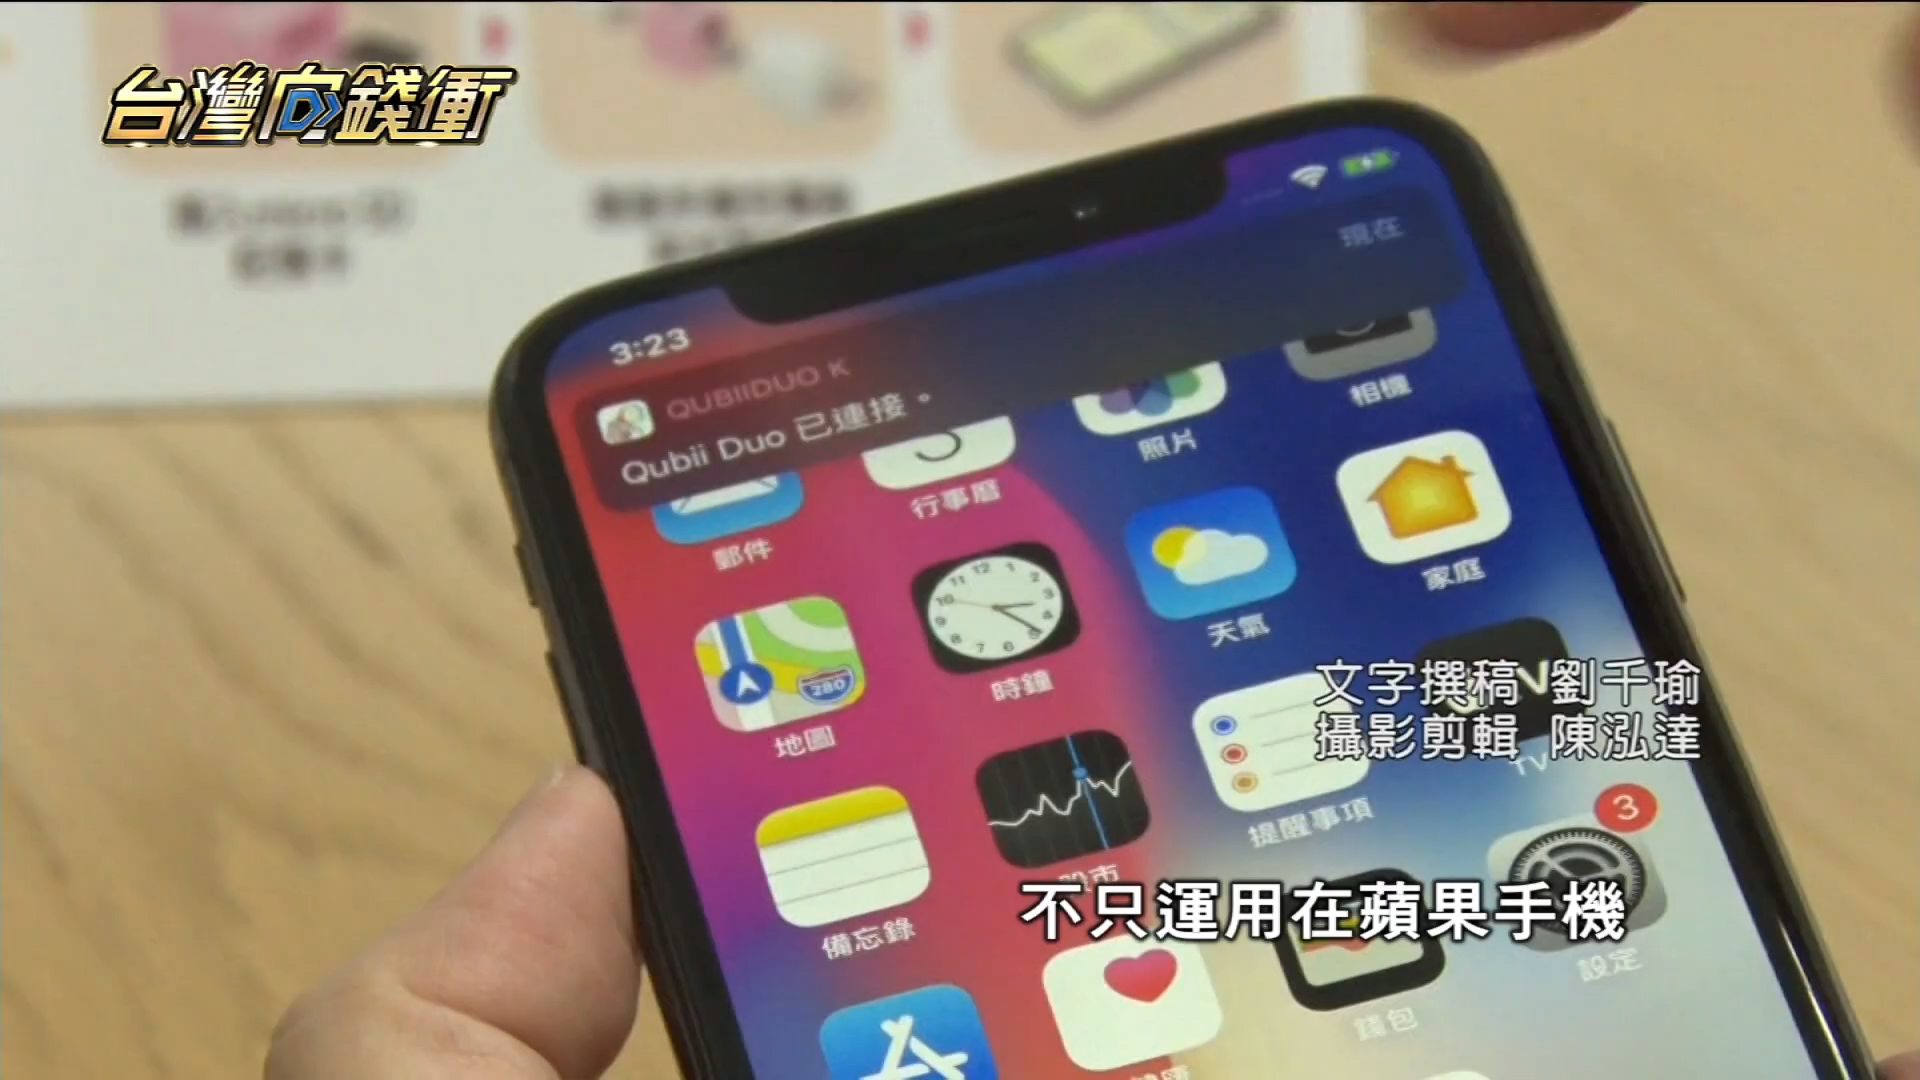 台灣向錢衝
現在
3:23
QUBIIDUO K
Qubii Duo 已連接。
相機
照片
行事曆
郵件
家庭
天氣
時鐘
280
地圖
文字撰稿 劉千瑜
攝影剪輯 陳泓達
TV
3
提醒事項
股市
備忘錄
不只運用在蘋果手機
設定
錢包